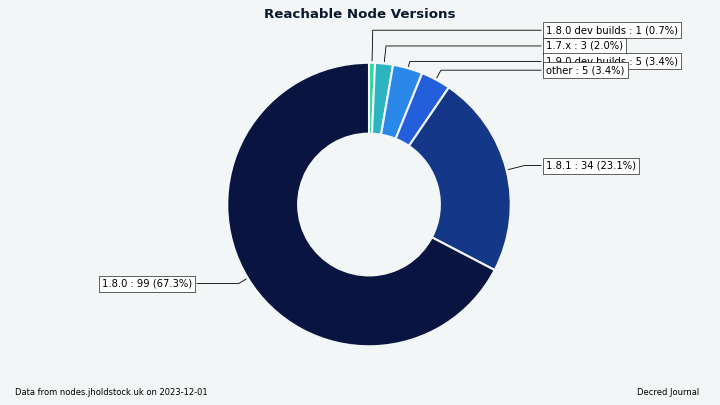 Reachable Node Versions
1.8.0 dev builds : 1 (0.7%)
1.7.x : 3 (2.0%)
1.9.0 dev builds : 5 (3.4%)
other : 5 (3.4%)
1.8.1 : 34 (23.1%)
1.8.0 : 99 (67.3%)
Data from nodes.jholdstock.uk on 2023-12-01
Decred Journal